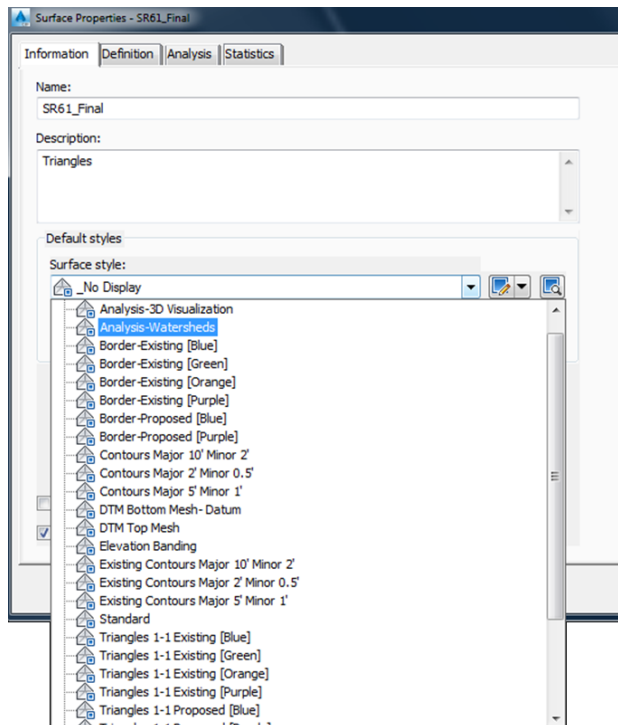 Surface Properties - SR61_Final
Information Definition Analysis Statistics
Name:
SR61_Final
Description:
Triangles
Default styles
Surface style:
_No Display
Analysis-3D Visualization
Analysis-Watersheds
Border-Existing [Blue]
Border-Existing [Green]
Border-Existing [Orange]
Border-Existing [Purple]
Border-Proposed [Blue]
Border-Proposed [Purple]
Contours Major 10' Minor 2'
Contours Major 2' Minor 0.5'
Contours Major 5' Minor 1'
DTM Bottom Mesh- Datum
DTM Top Mesh
Elevation Banding
Existing Contours Major 10' Minor 2'
Existing Contours Major 2' Minor 0.5'
Existing Contours Major 5' Minor 1'
Standard
Triangles 1-1 Existing [Blue]
Triangles 1-1 Existing [Green]
Triangles 1-1 Existing [Orange]
Triangles 1-1 Existing [Purple]
Triangles 1-1 Proposed [Blue]